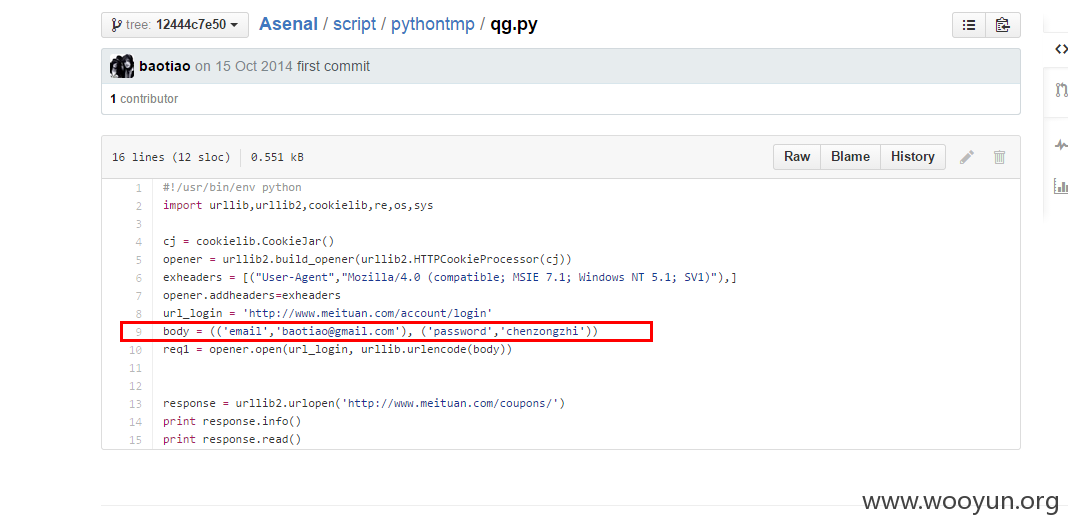 tree: 12444c7e50
Asenal / script / pythontmp / qg.py
baotiao on 15 Oct 2014 first commit
1 contributor
16 lines (12 sloc) 0.551 kB
Raw Blame History
1 #!/usr/bin/env python
2 import urllib,urllib2,cookielib,re,os,sys
3
4 cj = cookielib.CookieJar()
5 opener = urllib2.build_opener(urllib2.HTTPCookieProcessor(cj))
6 exheaders = [("User-Agent","Mozilla/4.0 (compatible; MSIE 7.1; Windows NT 5.1; SV1)"),]
7 opener.addheaders=exheaders
8 url_login = 'http://www.meituan.com/account/login'
9 body = (('email','baotiao@gmail.com'), ('password','chenzongzhi'))
10 req1 = opener.open(url_login, urllib.urlencode(body))
11
12
13 response = urllib2.urlopen('http://www.meituan.com/coupons/')
14 print response.info()
15 print response.read()
www.wooyun.org